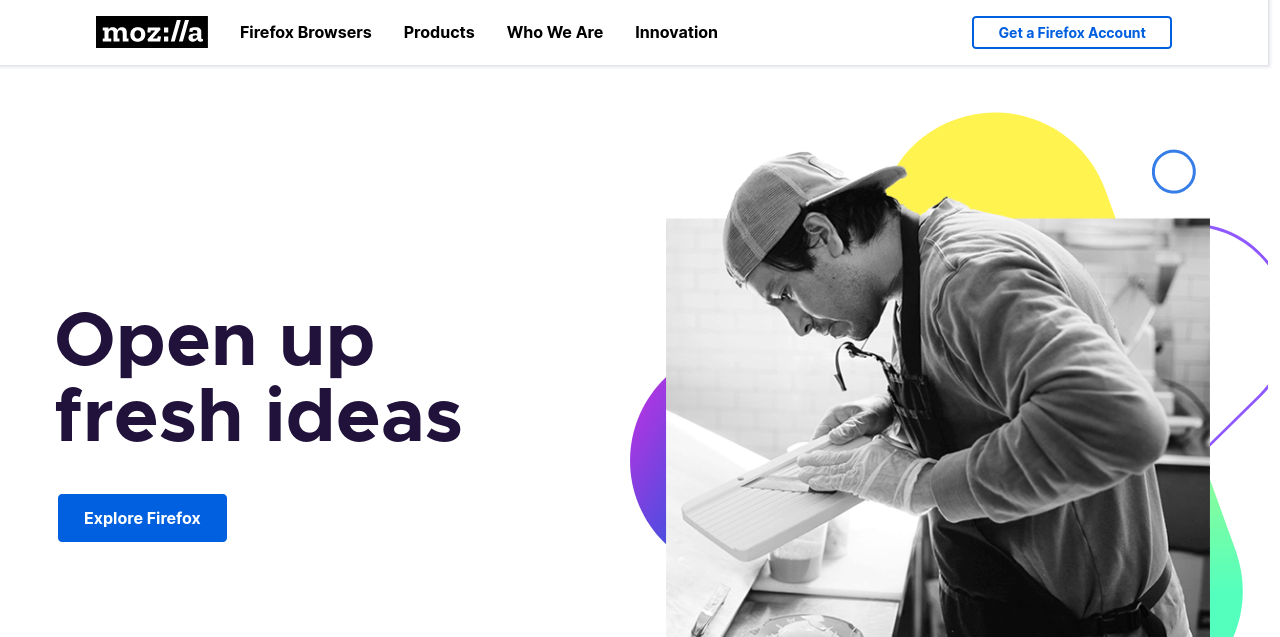 moz://a
Firefox Browsers
Products
Who We Are
Innovation
Get a Firefox Account
Open up
fresh ideas
Explore Firefox